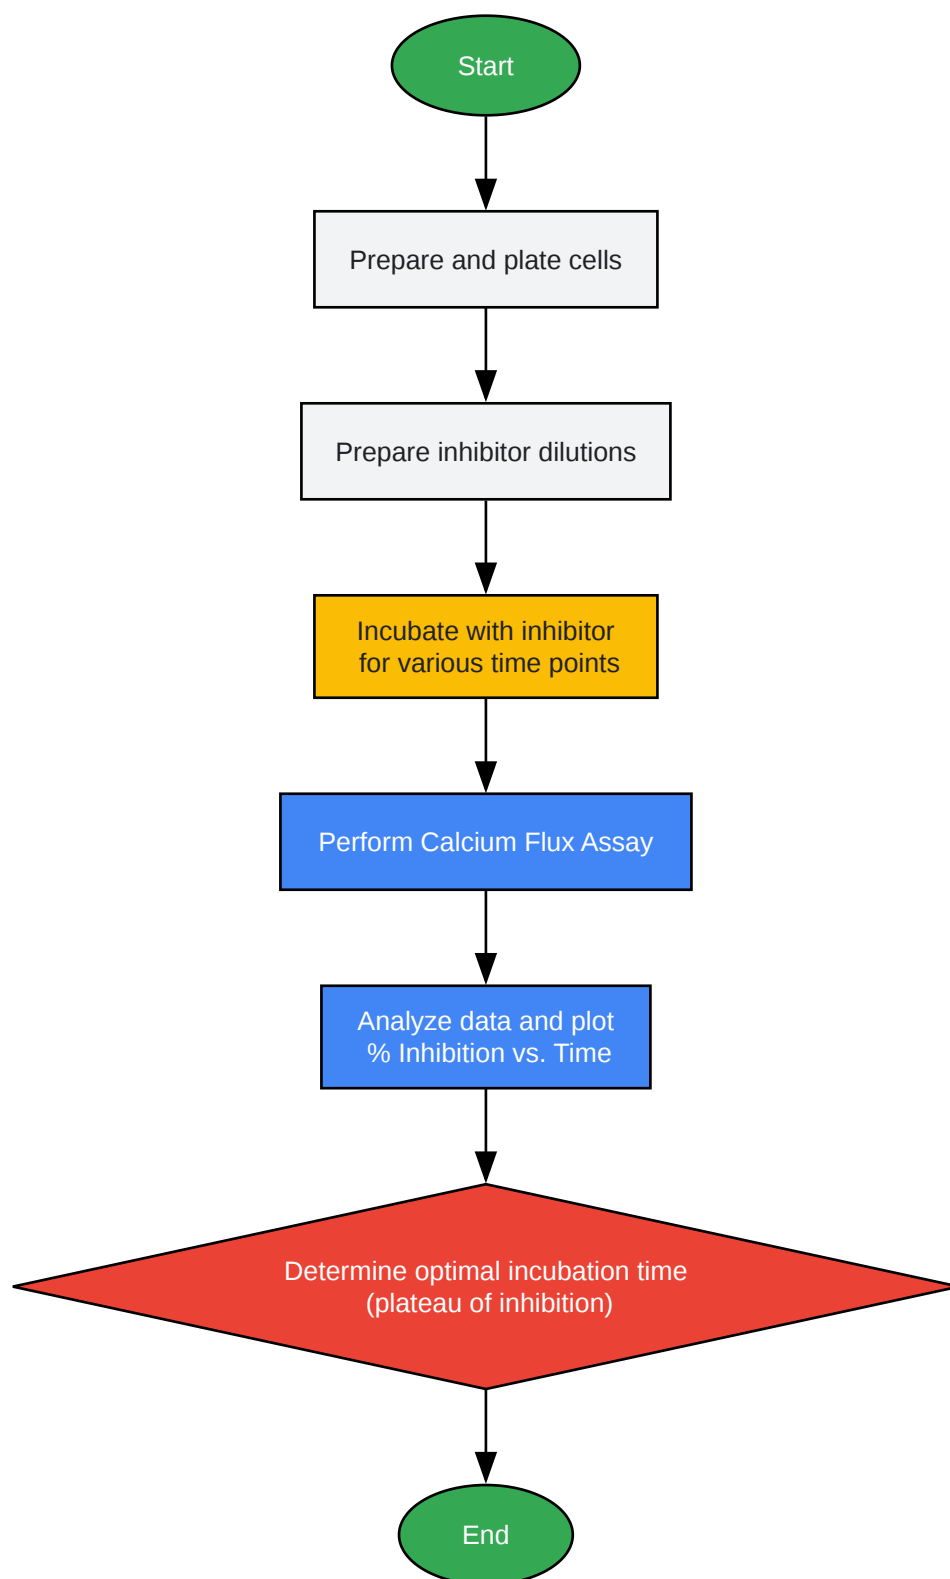 Start
Prepare and plate cells
Prepare inhibitor dilutions
Incubate with inhibitor
for various time points
Perform Calcium Flux Assay
Analyze data and plot
% Inhibition vs. Time
Determine optimal incubation time
(plateau of inhibition)
End